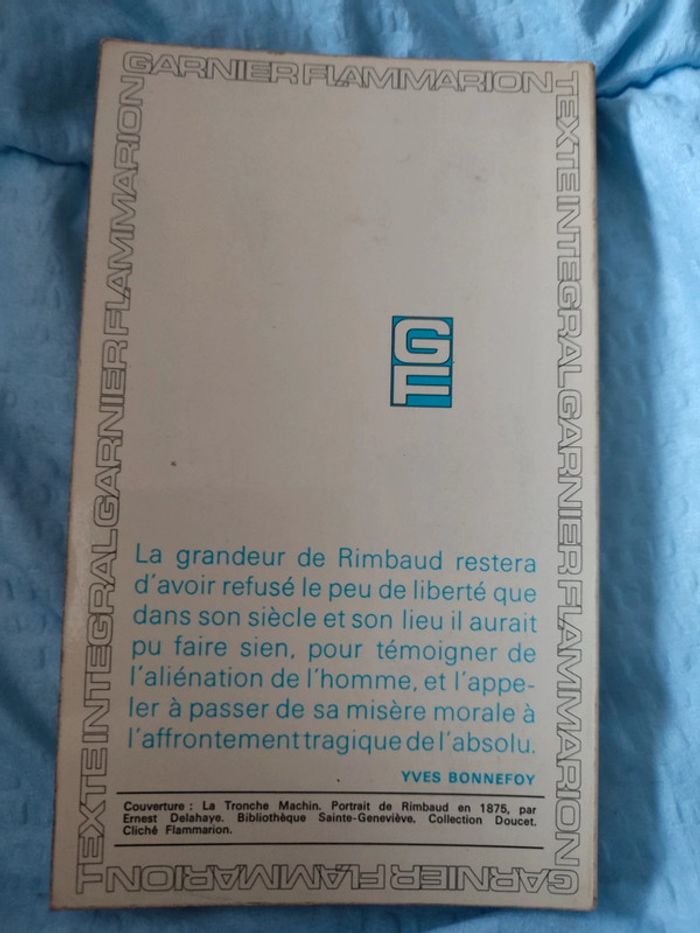 GARNIER FLAMMARION
TEXTE INTEGRAL GARNIER FLAMMARION
TEXTE INTEGRAL GARNIER FLAMMARION
GF
La grandeur de Rimbaud restera
d'avoir refusé le peu de liberté que
dans son siècle et son lieu il aurait
pu faire sien, pour témoigner de
l'aliénation de l'homme, et l'appe-
ler à passer de sa misère morale à
l'affrontement tragique de l'absolu.
YVES BONNEFOY
Couverture : La Tronche Machin. Portrait de Rimbaud en 1875, par
Ernest Delahaye. Bibliothèque Sainte-Geneviève. Collection Doucet.
Cliché Flammarion.
GARNIER FLAMMARION